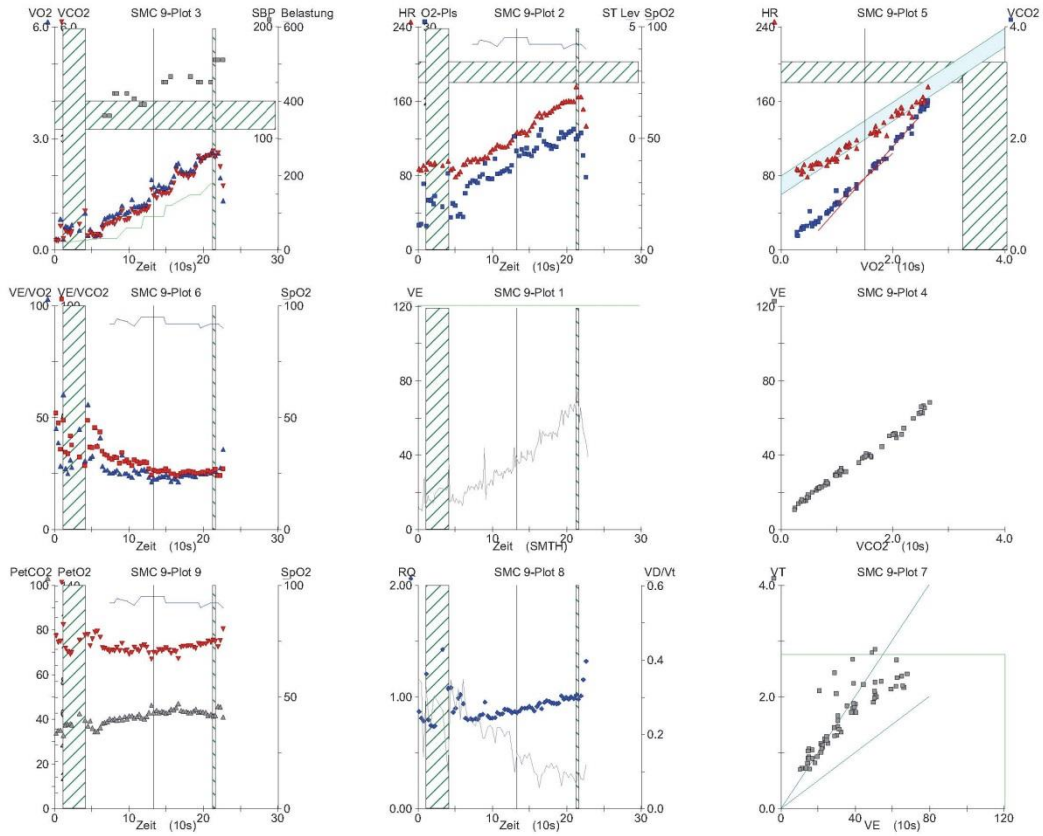 VO2 VCO2 SMC 9-Plot 3 SBP Belastung
6.0 200 600
400
3.0 100 300
200
100
0.0 0 0
0 10 20 30
Zeit (10s)
HR O2-Pls SMC 9-Plot 2 ST Lev SpO2
240 5 100
160
0 50
80
0 0
0 10 20 30
Zeit (10s)
HR SMC 9-Plot 5 VCO2
240 4.0
160
2.0
80
0 0.0
0.0 2.0 4.0
VO2 (10s)
VE/VO2 VE/VCO2 SMC 9-Plot 6 SpO2
100 100
50 50
0 0
0 10 20 30
Zeit (10s)
VE SMC 9-Plot 1
120
80
40
0
0 10 20 30
Zeit (SMTH)
VE SMC 9-Plot 4
120
80
40
0
0.0 2.0 4.0
VCO2 (10s)
PetCO2 PetO2 SMC 9-Plot 9 SpO2
100 100
80
60
50
40
20
0 0
0 10 20 30
Zeit (10s)
RQ SMC 9-Plot 8 VD/Vt
2.00 0.6
0.4
1.00
0.2
0.00 0.0
0 10 20 30
Zeit (10s)
VT SMC 9-Plot 7
4.0
2.0
0.0
0 40 80 120
VE (10s)